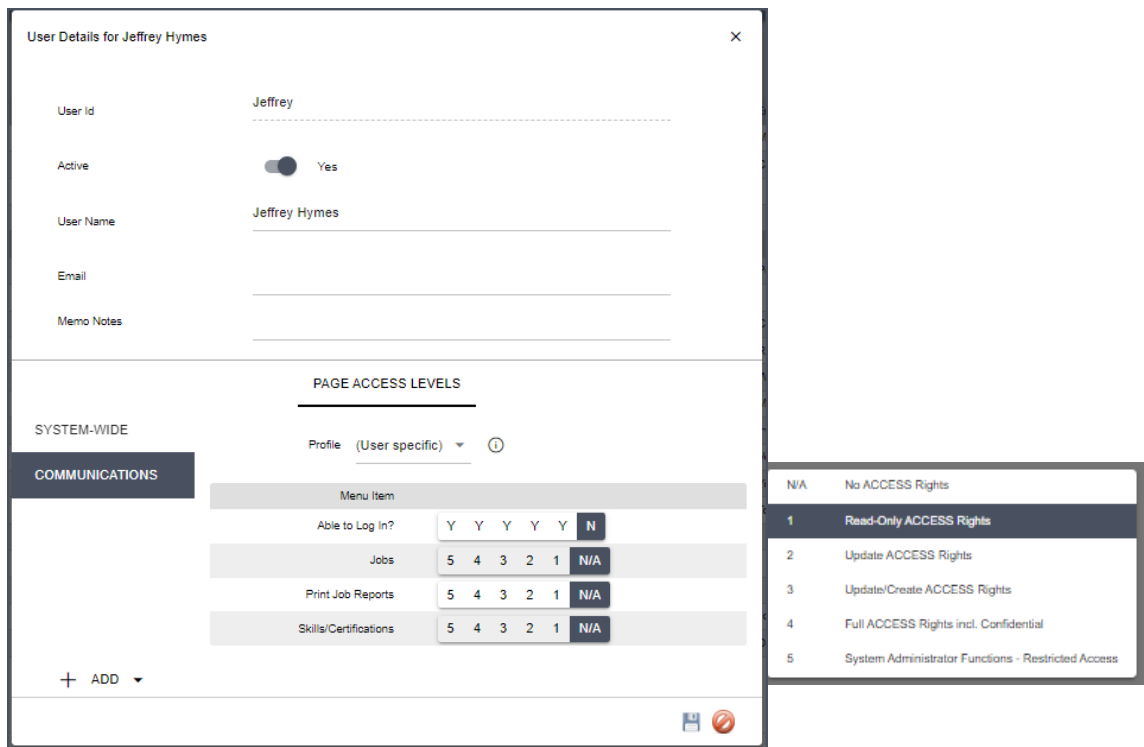 User Details for Jeffrey Hymes
User Id
Jeffrey
Active
Yes
User Name
Jeffrey Hymes
Email
Memo Notes
PAGE ACCESS LEVELS
SYSTEM-WIDE
COMMUNICATIONS
Profile (User specific)
Menu Item
Able to Log In? Y Y Y Y Y N
Jobs 5 4 3 2 1 N/A
Print Job Reports 5 4 3 2 1 N/A
Skills/Certifications 5 4 3 2 1 N/A
+ ADD
N/A No ACCESS Rights
1 Read-Only ACCESS Rights
2 Update ACCESS Rights
3 Update/Create ACCESS Rights
4 Full ACCESS Rights incl. Confidential
5 System Administrator Functions - Restricted Access